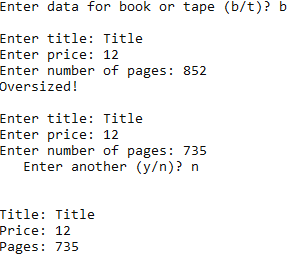 Enter data for book or tape (b/t)? b
Enter title: Title
Enter price: 12
Enter number of pages: 852
Oversized!
Enter title: Title
Enter price: 12
Enter number of pages: 735
Enter another (y/n)? n
Title: Title
Price: 12
Pages: 735